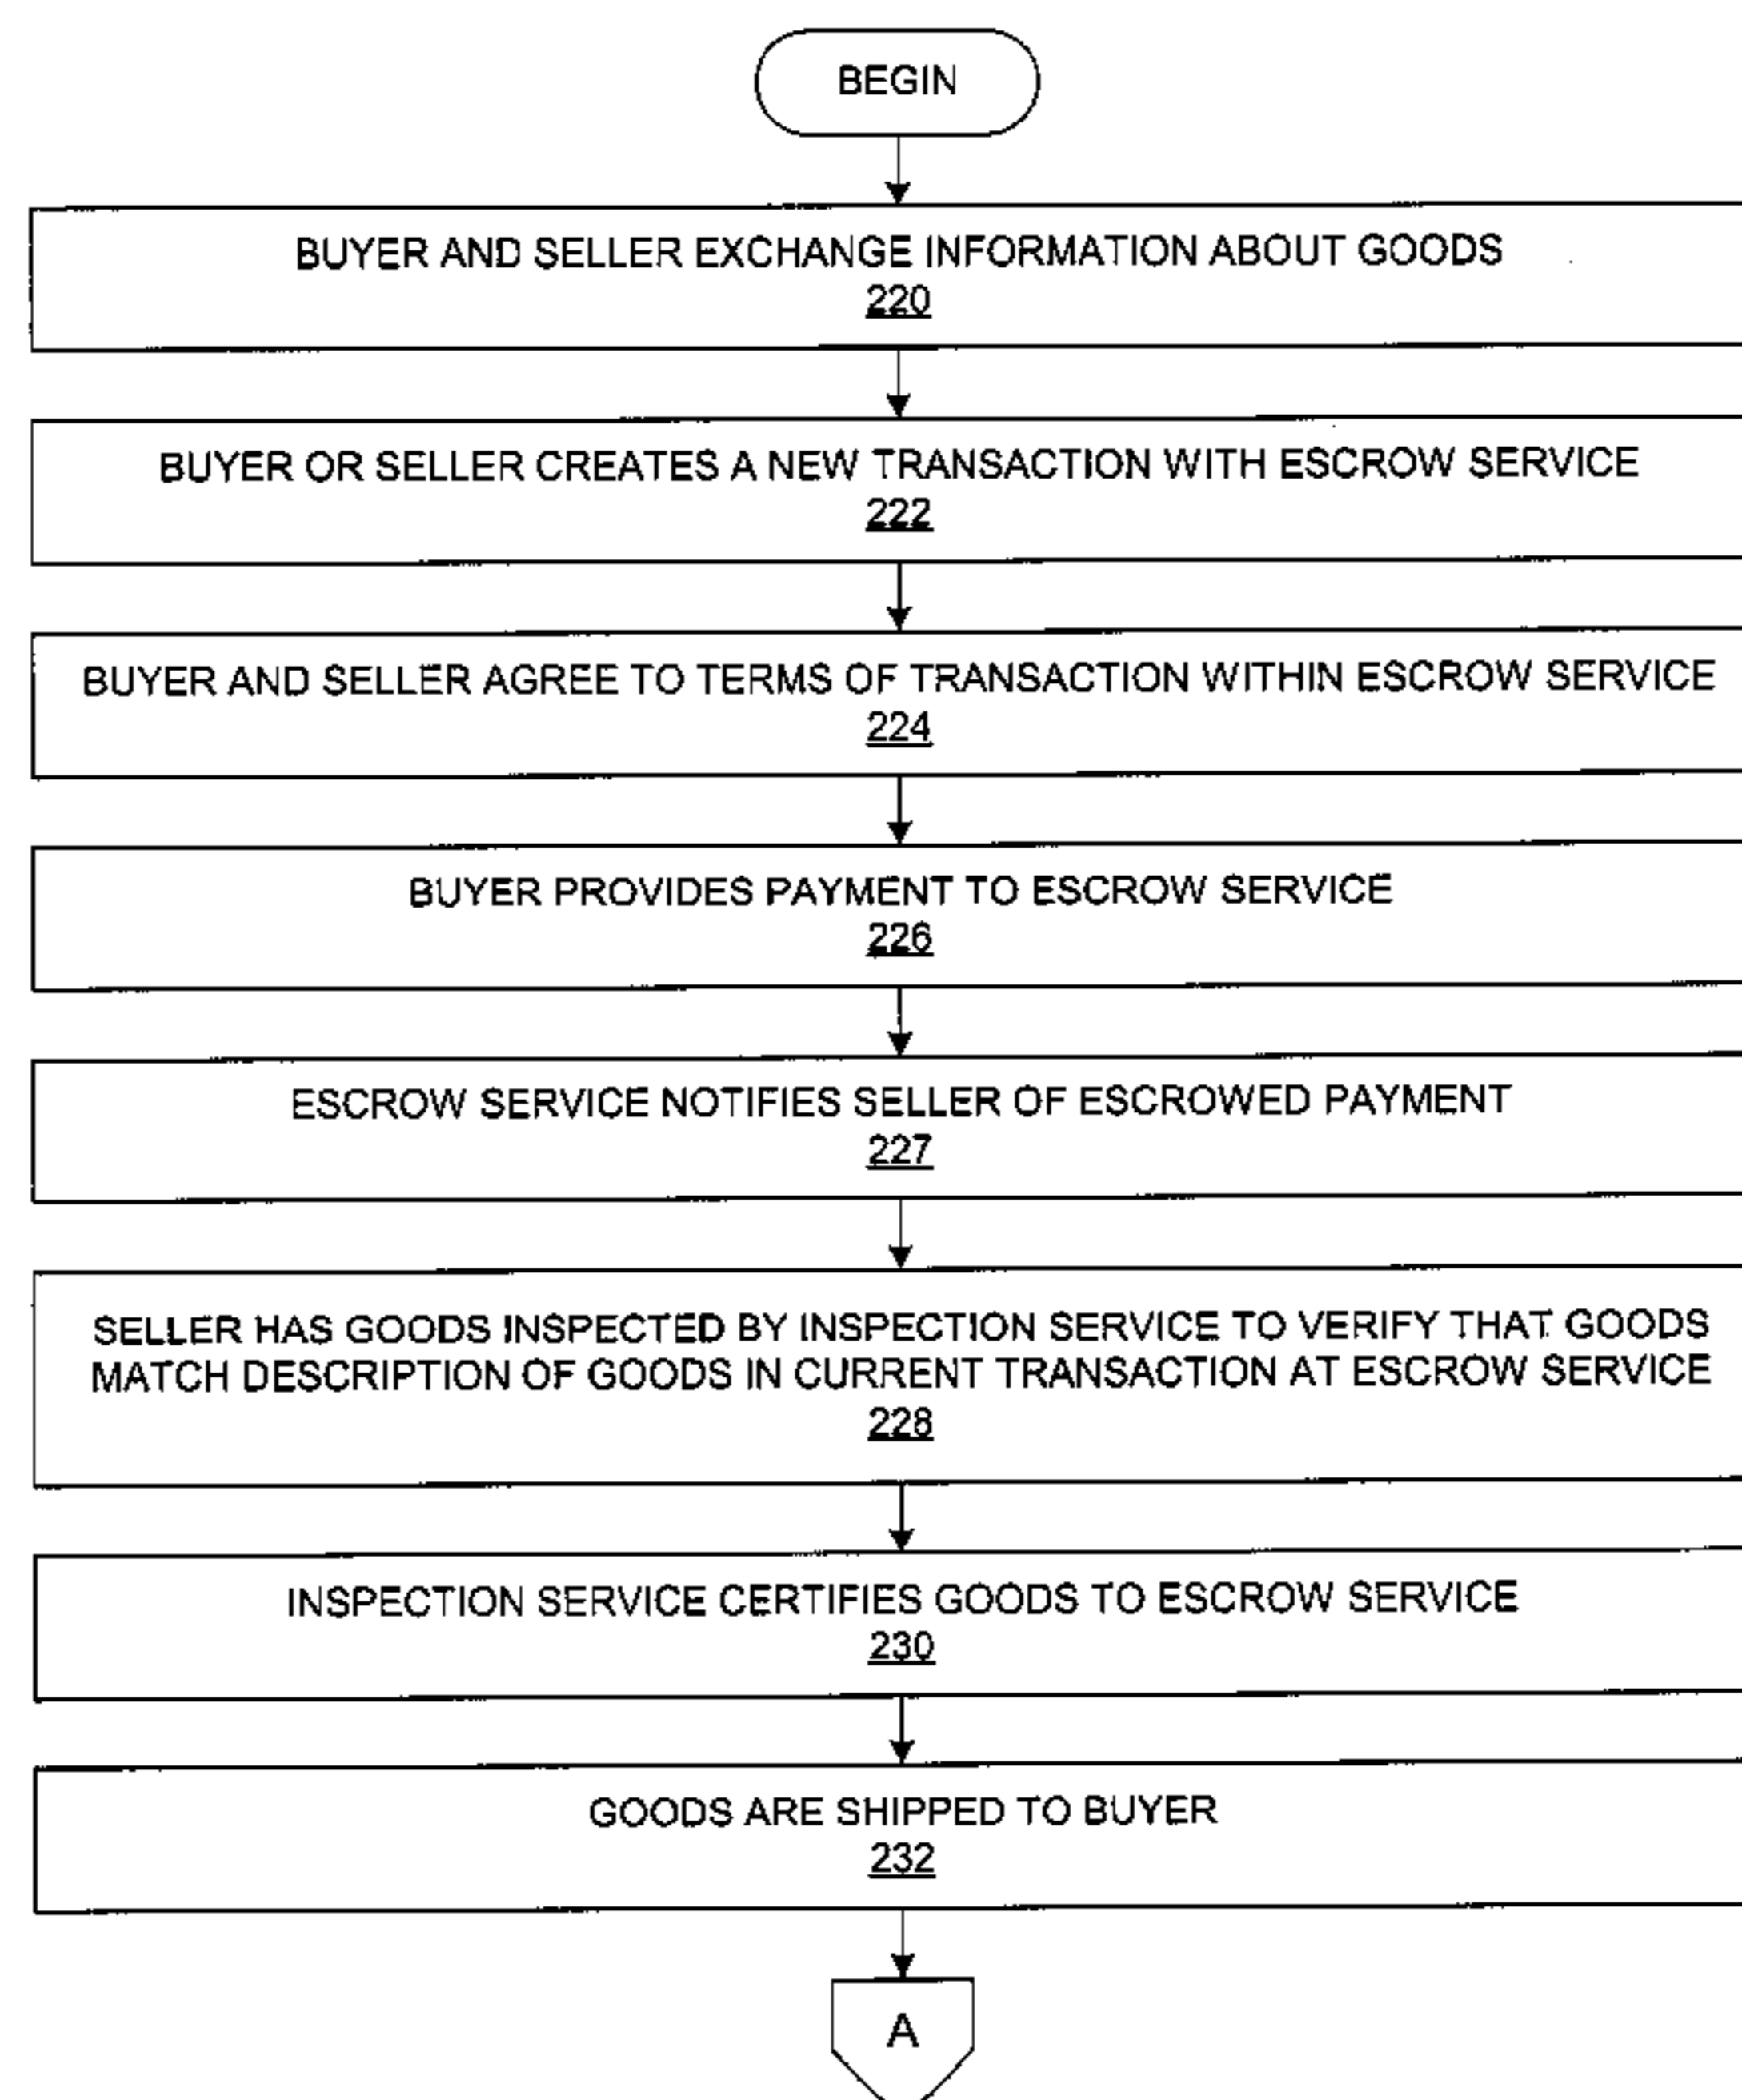 BEGIN
BUYER AND SELLER EXCHANGE INFORMATION ABOUT GOODS
220
BUYER OR SELLER CREATES A NEW TRANSACTION WITH ESCROW SERVICE
222
BUYER AND SELLER AGREE TO TERMS OF TRANSACTION WITHIN ESCROW SERVICE
224
BUYER PROVIDES PAYMENT TO ESCROW SERVICE
226
ESCROW SERVICE NOTIFIES SELLER OF ESCROWED PAYMENT
227
SELLER HAS GOODS INSPECTED BY INSPECTION SERVICE TO VERIFY THAT GOODS
MATCH DESCRIPTION OF GOODS IN CURRENT TRANSACTION AT ESCROW SERVICE
228
INSPECTION SERVICE CERTIFIES GOODS TO ESCROW SERVICE
230
GOODS ARE SHIPPED TO BUYER
232
A